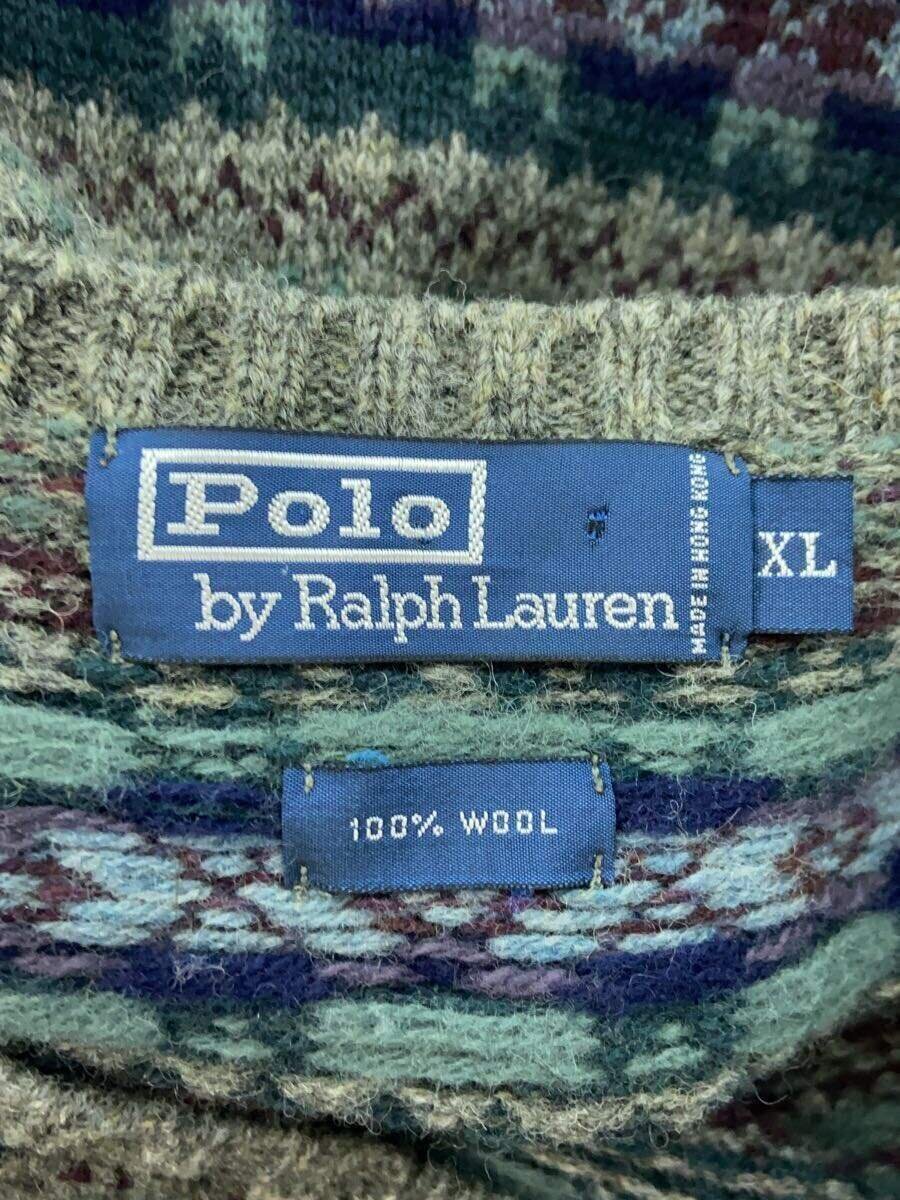 Polo
by Ralph Lauren
MADE IN HONG KONG
XL
100% WOOL